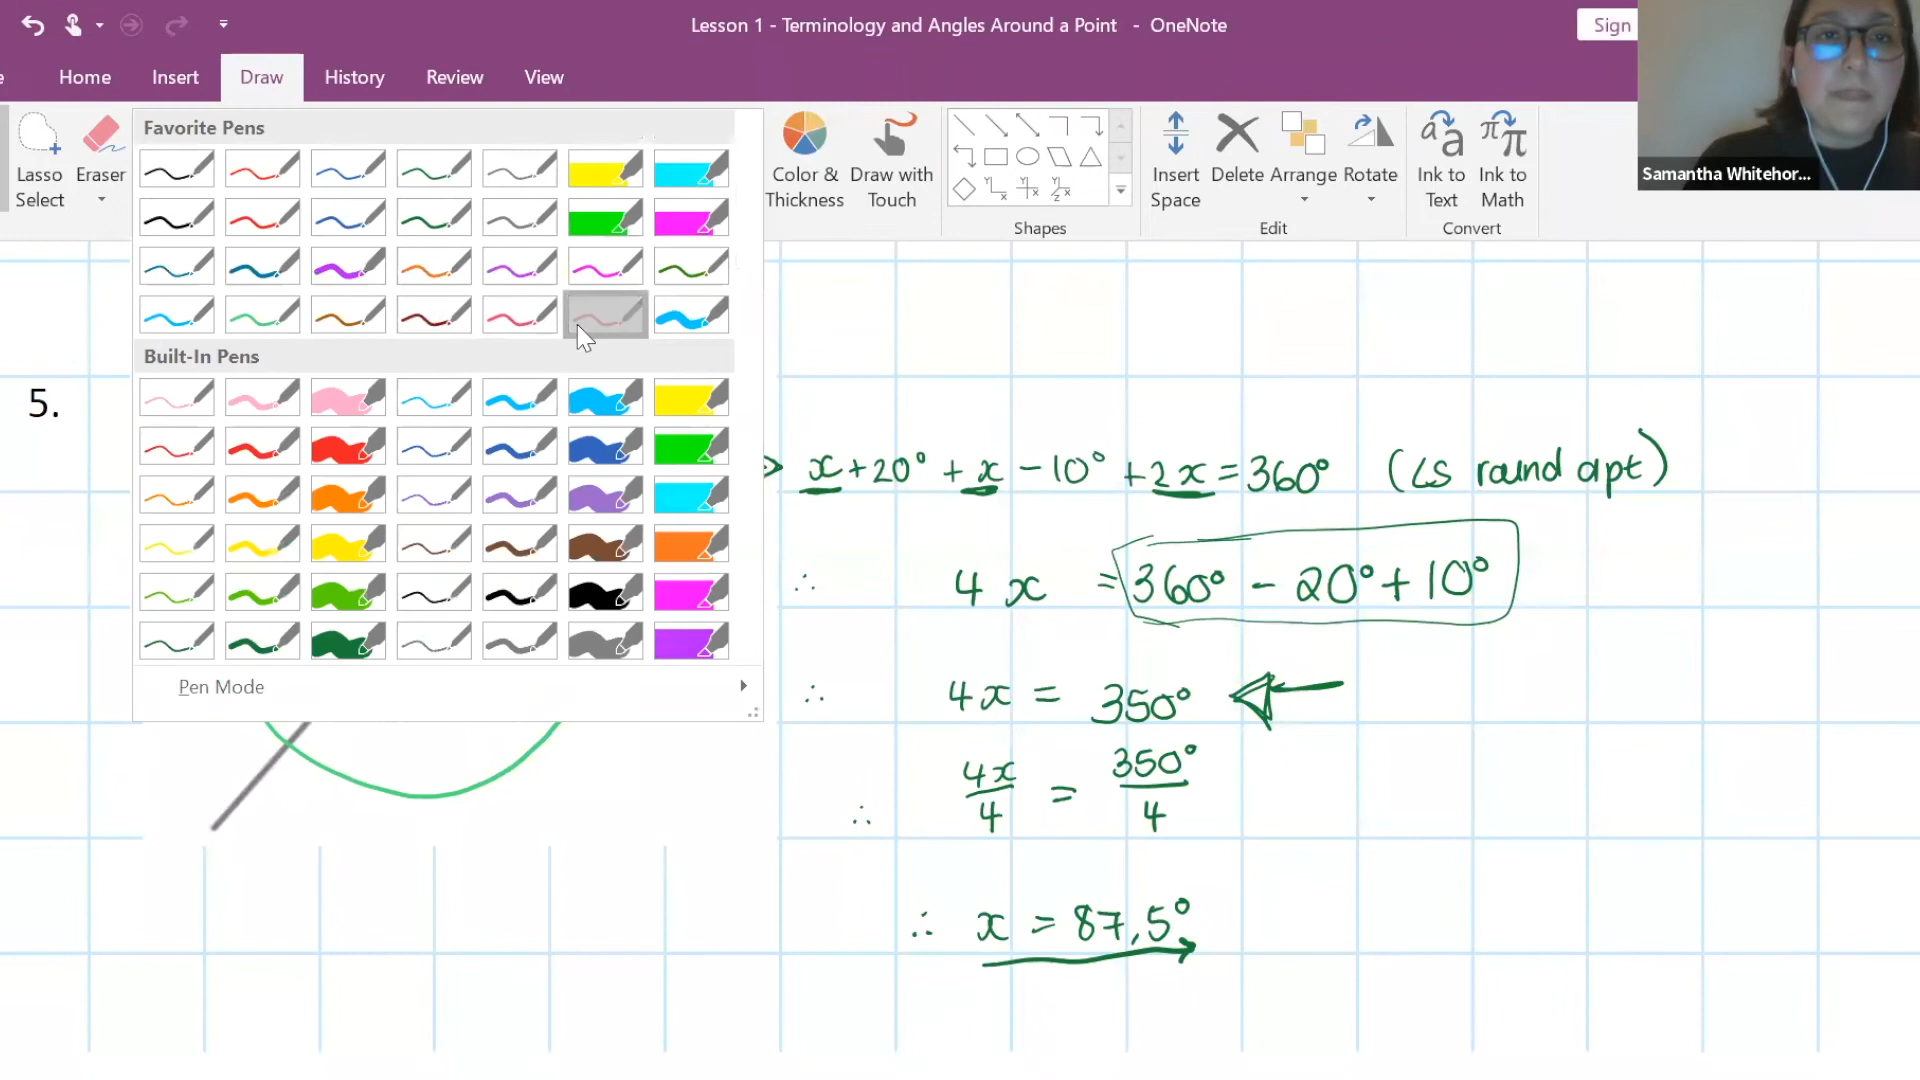 Lesson 1 - Terminology and Angles Around a Point - OneNote
Sign
Home Insert Draw History Review View
Lasso Select
Eraser
Color & Thickness
Draw with Touch
Insert Space
Delete
Arrange
Rotate
Ink to Text
Ink to Math
Shapes
Edit
Convert
Samantha Whitehor...
Favorite Pens
Built-In Pens
Pen Mode
5.
> x + 20° + x - 10° + 2x = 360° (∠s round a pt)
∴ 4x = 360° - 20° + 10°
∴ 4x = 350°
∴ 4x/4 = 350°/4
∴ x = 87,5°